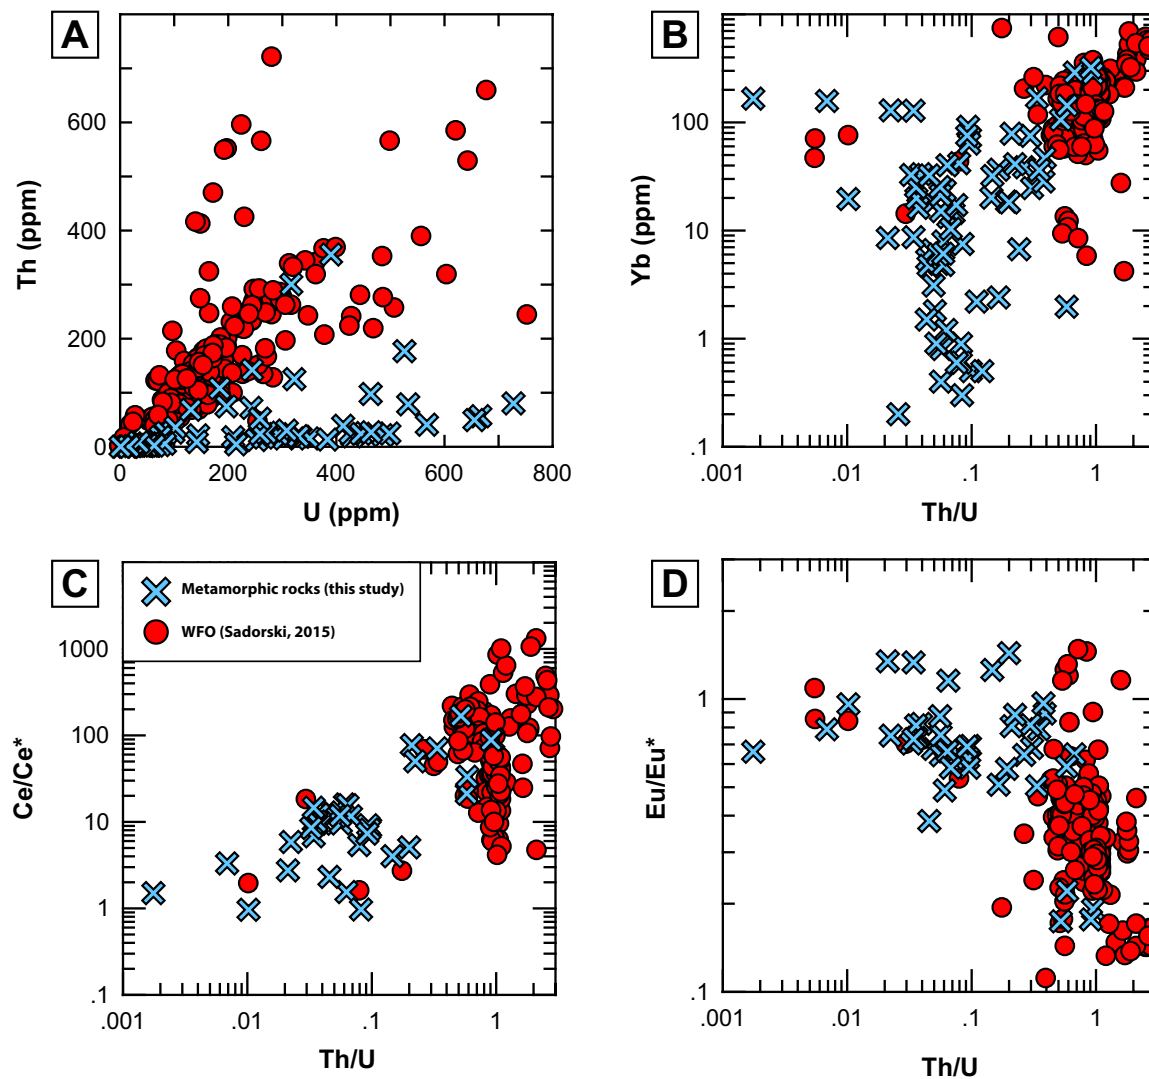 A
Th (ppm)
600
400
200
0
0 200 400 600 800
U (ppm)
B
Yb (ppm)
100
10
1
.1
.001 .01 .1 1
Th/U
C
Metamorphic rocks (this study)
WFO (Sadorski, 2015)
Ce/Ce*
1000
100
10
1
.1
.001 .01 .1 1
Th/U
D
Eu/Eu*
1
.1
.001 .01 .1 1
Th/U